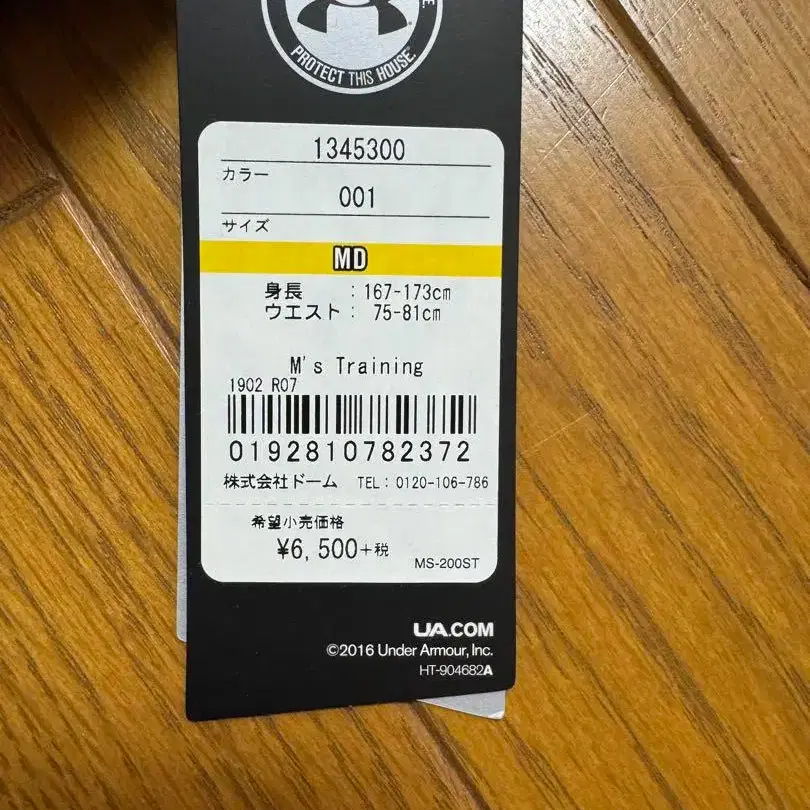 PROTECT THIS HOUSE.
1345300
カラー
001
サイズ
MD
身長 :167-173cm
ウエスト: 75-81cm
M's Training
1902 R07
0192810782372
株式会社ドーム TEL: 0120-106-786
希望小売価格
¥6,500+税
MS-200ST
UA.COM
©2016 Under Armour, Inc.
HT-904682A